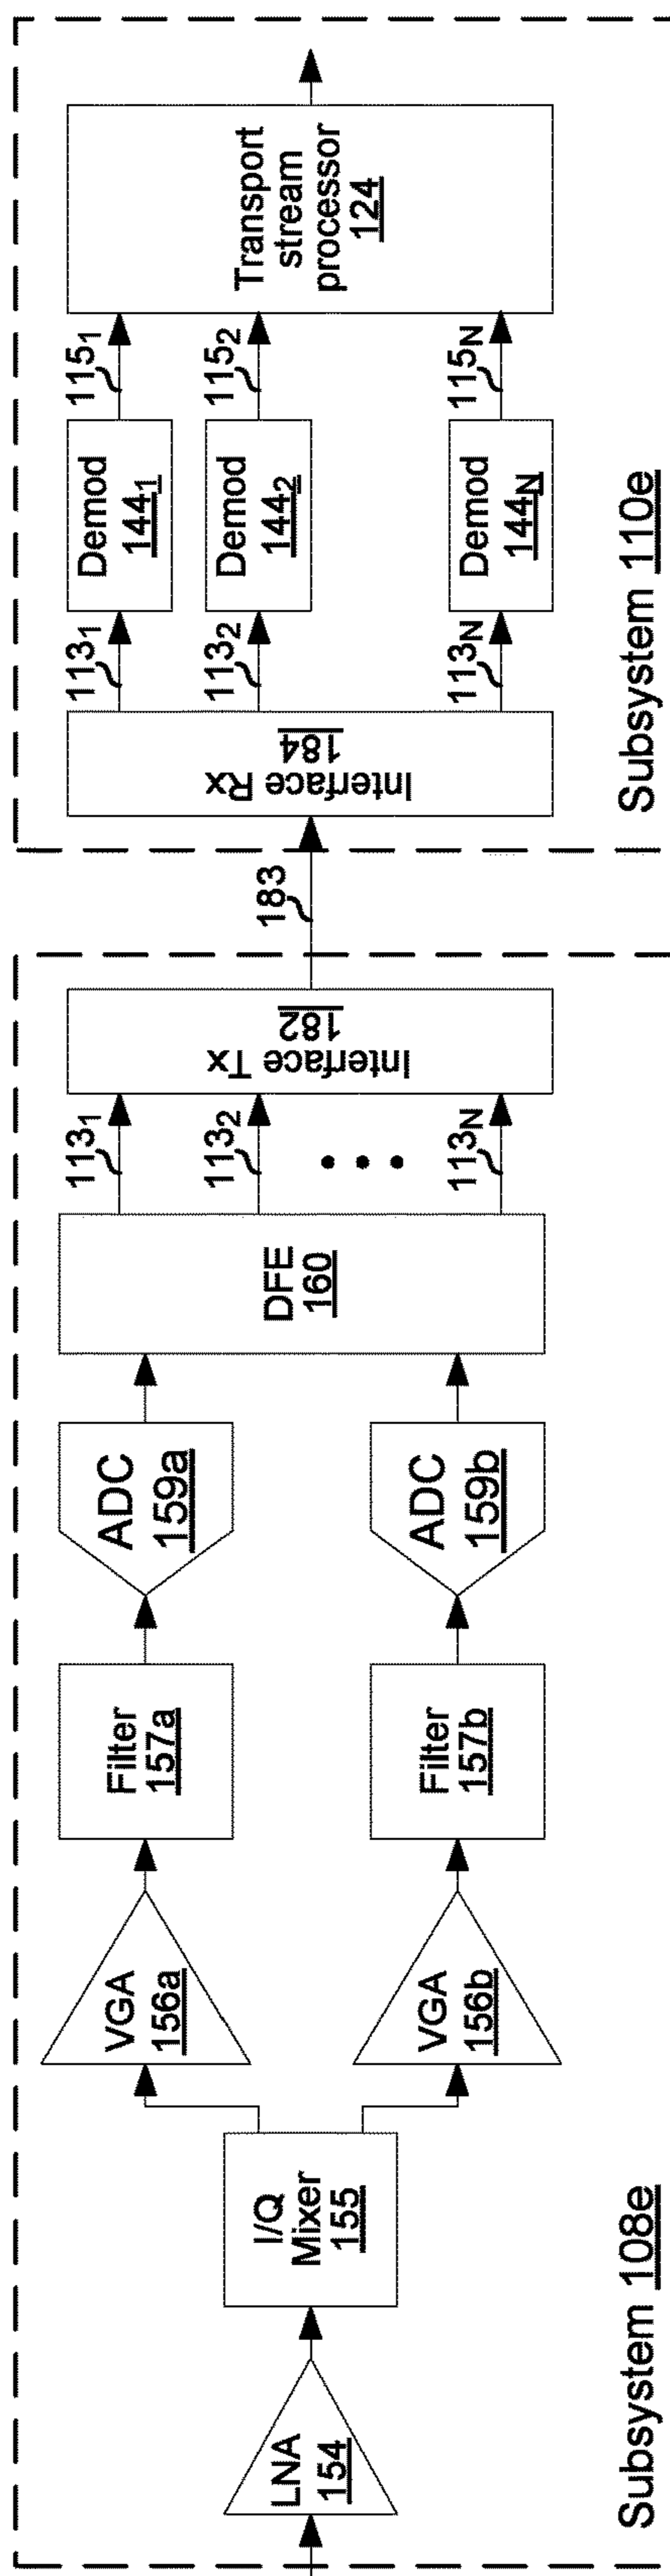 LNA
154
I/Q
Mixer
155
VGA
156a
VGA
156b
Filter
157a
Filter
157b
ADC
159a
ADC
159b
DFE
160
113₁
113₂
113N
Interface Tx
182
Subsystem 108e
183
Interface Rx
184
113₁
113₂
113N
Demod
144₁
Demod
144₂
Demod
144N
115₁
115₂
115N
Transport
stream
processor
124
Subsystem 110e